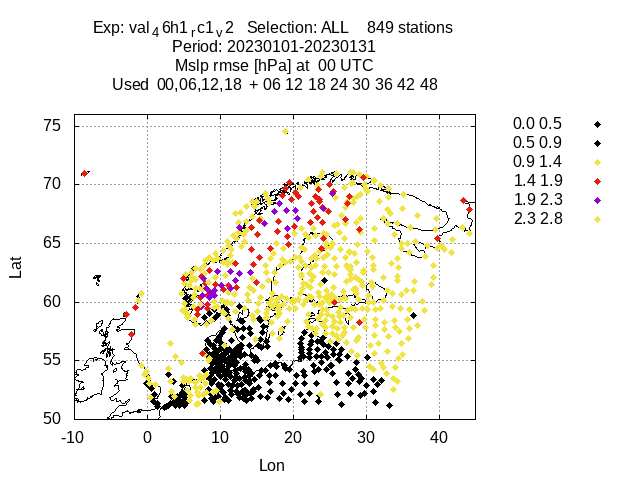 Exp: val₄6h1ᵣc1ᵥ2 Selection: ALL 849 stations
Period: 20230101-20230131
Mslp rmse [hPa] at 00 UTC
Used 00,06,12,18 + 06 12 18 24 30 36 42 48
75
70
65
60
55
50
Lat
-10 0 10 20 30 40
Lon
0.0 0.5
0.5 0.9
0.9 1.4
1.4 1.9
1.9 2.3
2.3 2.8